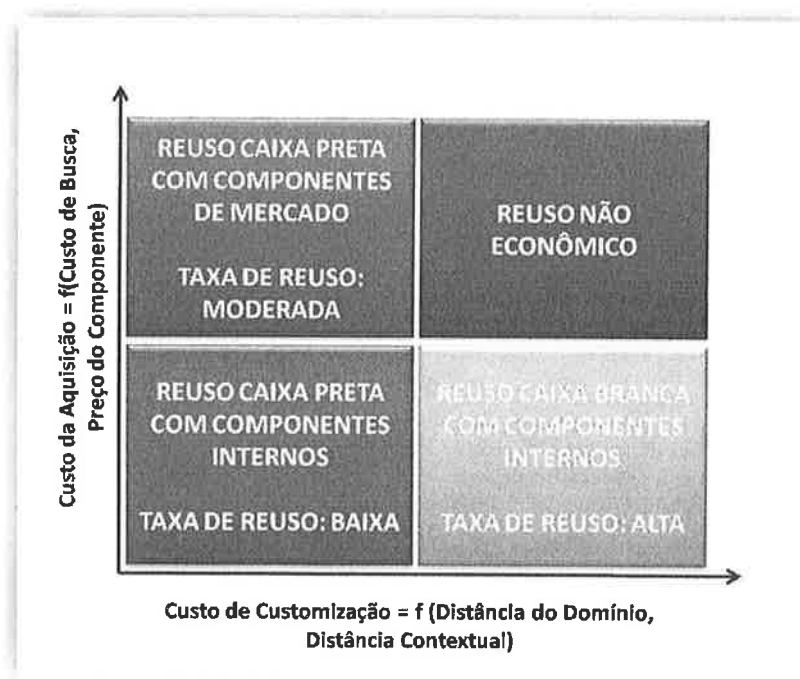 Custo da Aquisição = f(Custo de Busca,
Preço do Componente)
REUSO CAIXA PRETA
COM COMPONENTES
DE MERCADO
TAXA DE REUSO:
MODERADA
REUSO NÃO
ECONÔMICO
REUSO CAIXA PRETA
COM COMPONENTES
INTERNOS
TAXA DE REUSO: BAIXA
REUSO CAIXA BRANCA
COM COMPONENTES
INTERNOS
TAXA DE REUSO: ALTA
Custo de Customização = f (Distância do Domínio,
Distância Contextual)